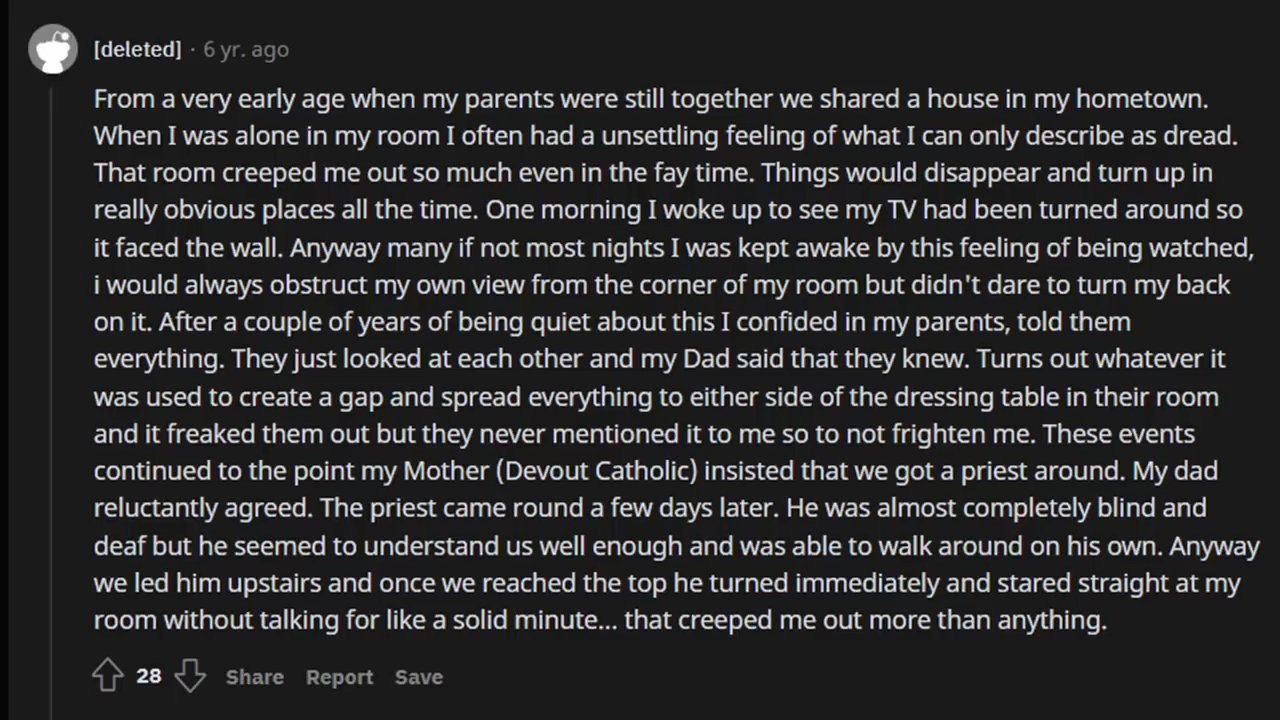 [deleted] · 6 yr. ago
From a very early age when my parents were still together we shared a house in my hometown.
When I was alone in my room I often had a unsettling feeling of what I can only describe as dread.
That room creeped me out so much even in the fay time. Things would disappear and turn up in
really obvious places all the time. One morning I woke up to see my TV had been turned around so
it faced the wall. Anyway many if not most nights I was kept awake by this feeling of being watched,
i would always obstruct my own view from the corner of my room but didn't dare to turn my back
on it. After a couple of years of being quiet about this I confided in my parents, told them
everything. They just looked at each other and my Dad said that they knew. Turns out whatever it
was used to create a gap and spread everything to either side of the dressing table in their room
and it freaked them out but they never mentioned it to me so to not frighten me. These events
continued to the point my Mother (Devout Catholic) insisted that we got a priest around. My dad
reluctantly agreed. The priest came round a few days later. He was almost completely blind and
deaf but he seemed to understand us well enough and was able to walk around on his own. Anyway
we led him upstairs and once we reached the top he turned immediately and stared straight at my
room without talking for like a solid minute... that creeped me out more than anything.
28 Share Report Save